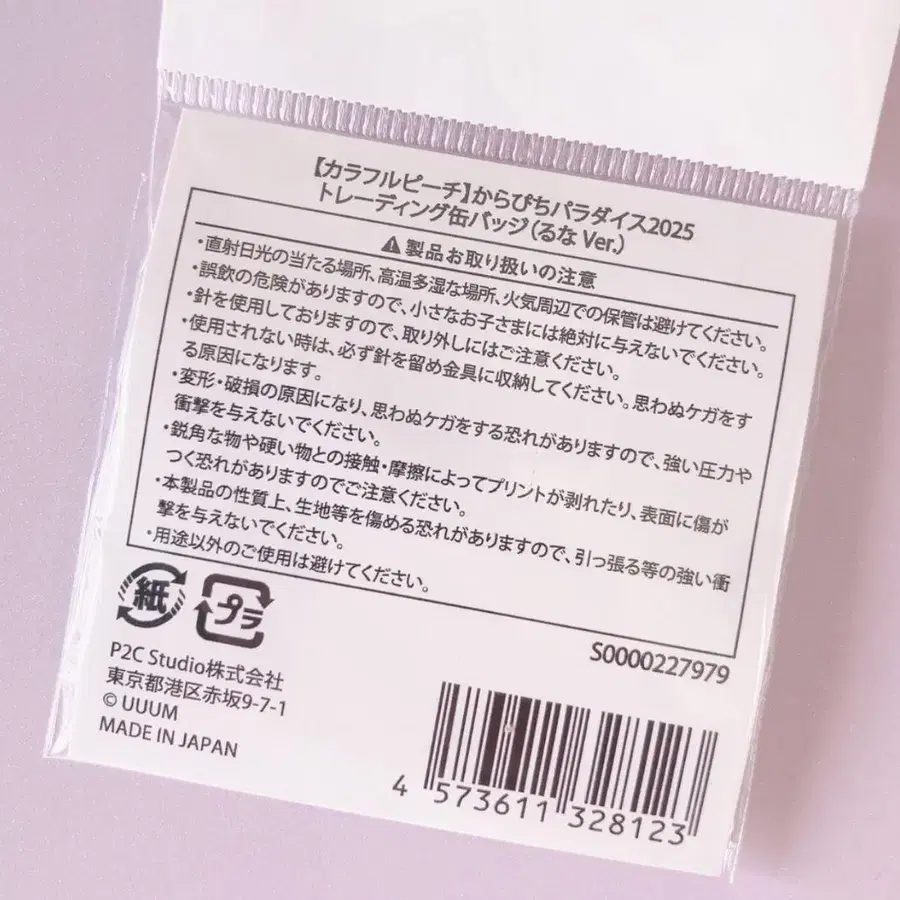 【カラフルピーチ】からぴちパラダイス2025
トレーディング缶バッジ(るな Ver.)
⚠製品お取り扱いの注意
・直射日光の当たる場所、高温多湿な場所、火気周辺での保管は避けてください。
・誤飲の危険がありますので、小さなお子さまには絶対に与えないでください。
・針を使用しておりますので、取り外しにはご注意ください。
・使用されない時は、必ず針を留め金具に収納してください。思わぬケガをす
る原因になります。
・変形・破損の原因になり、思わぬケガをする恐れがありますので、強い圧力や
衝撃を与えないでください。
・鋭角な物や硬い物との接触・摩擦によってプリントが剥れたり、表面に傷が
つく恐れがありますのでご注意ください。
・本製品の性質上、生地等を傷める恐れがありますので、引っ張る等の強い衝
撃を与えないでください。
・用途以外のご使用は避けてください。
紙 プラ
S0000227979
P2C Studio株式会社
東京都港区赤坂9-7-1
© UUUM
MADE IN JAPAN
4 573611 328123